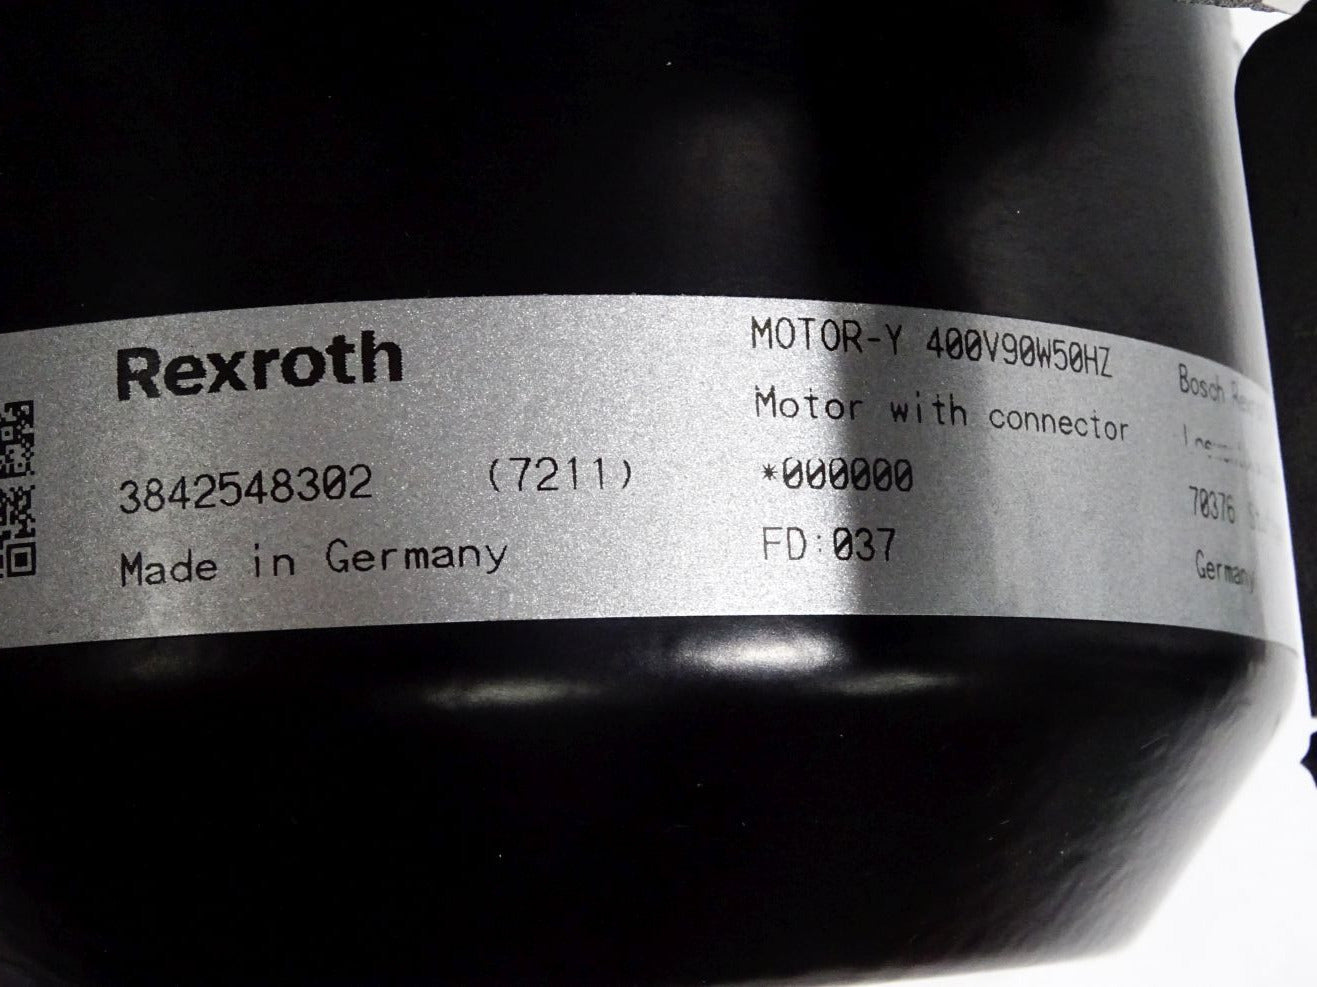 Rexroth
3842548302 (7211)
Made in Germany
MOTOR-Y 400V90W50HZ
Motor with connector
*000000
FD:037
Bosch
70376
Germany